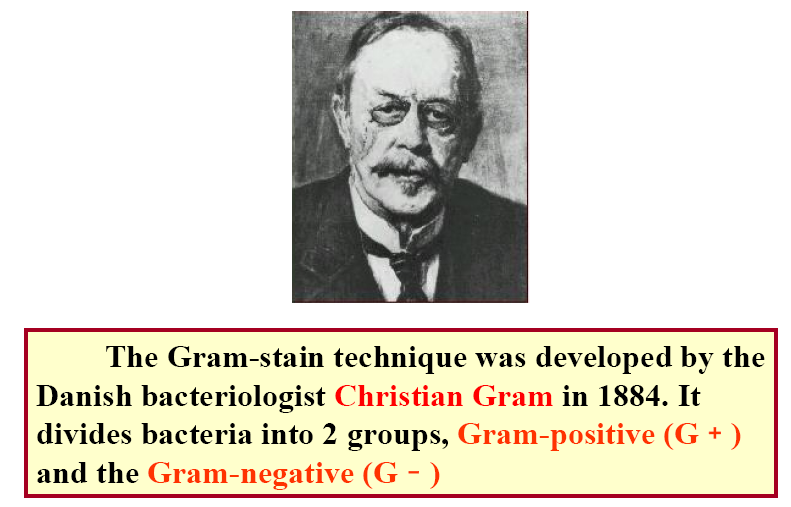 The Gram-stain technique was developed by the
Danish bacteriologist Christian Gram in 1884. It
divides bacteria into 2 groups, Gram-positive (G + )
and the Gram-negative (G - )